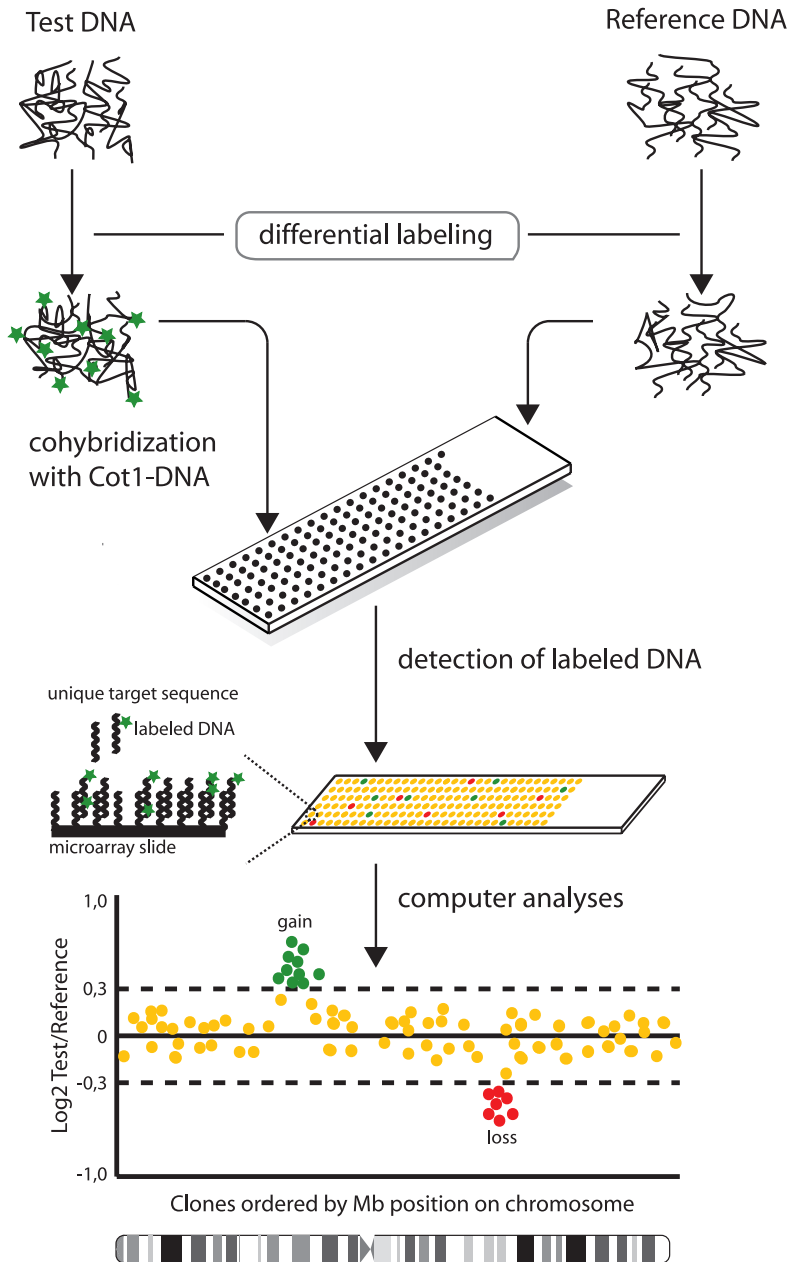 Test DNA
Reference DNA
differential labeling
cohybridization
with Cot1-DNA
detection of labeled DNA
unique target sequence
labeled DNA
microarray slide
computer analyses
1,0
gain
0,3
0
-0,3
loss
-1,0
Log2 Test/Reference
Clones ordered by Mb position on chromosome